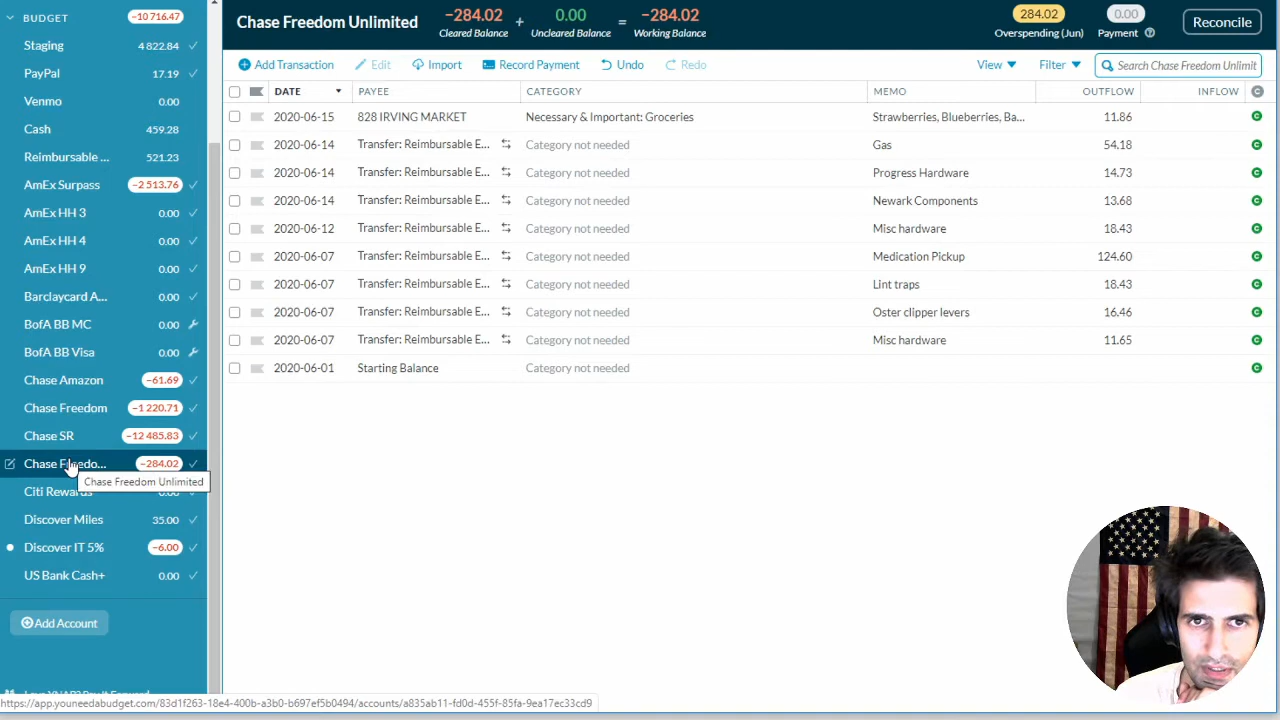 BUDGET −10 716.47
Staging 4 822.84
PayPal 17.19
Venmo 0.00
Cash 459.28
Reimbursable ... 521.23
AmEx Surpass −2 513.76
AmEx HH 3 0.00
AmEx HH 4 0.00
AmEx HH 9 0.00
Barclaycard A... 0.00
BofA BB MC 0.00
BofA BB Visa 0.00
Chase Amazon −61.69
Chase Freedom −1 220.71
Chase SR −12 485.83
Chase Freedo... −284.02
Chase Freedom Unlimited
Citi Rewards 0.00
Discover Miles 35.00
Discover IT 5% −6.00
US Bank Cash+ 0.00
Add Account
Chase Freedom Unlimited
−284.02 + 0.00 = −284.02
Cleared Balance Uncleared Balance Working Balance
284.02 0.00
Overspending (Jun) Payment ?
Reconcile
Add Transaction Edit Import Record Payment Undo Redo View Filter Search Chase Freedom Unlimit
DATE PAYEE CATEGORY MEMO OUTFLOW INFLOW C
2020-06-15 828 IRVING MARKET Necessary & Important: Groceries Strawberries, Blueberries, Ba... 11.86 C
2020-06-14 Transfer: Reimbursable E... Category not needed Gas 54.18 C
2020-06-14 Transfer: Reimbursable E... Category not needed Progress Hardware 14.73 C
2020-06-14 Transfer: Reimbursable E... Category not needed Newark Components 13.68 C
2020-06-12 Transfer: Reimbursable E... Category not needed Misc hardware 18.43 C
2020-06-07 Transfer: Reimbursable E... Category not needed Medication Pickup 124.60 C
2020-06-07 Transfer: Reimbursable E... Category not needed Lint traps 18.43 C
2020-06-07 Transfer: Reimbursable E... Category not needed Oster clipper levers 16.46 C
2020-06-07 Transfer: Reimbursable E... Category not needed Misc hardware 11.65 C
2020-06-01 Starting Balance Category not needed C
https://app.youneedabudget.com/83d1f263-18e4-400b-a3b0-b697ef5b0494/accounts/a835ab11-fd0d-455f-85fa-9ea17ec33cd9